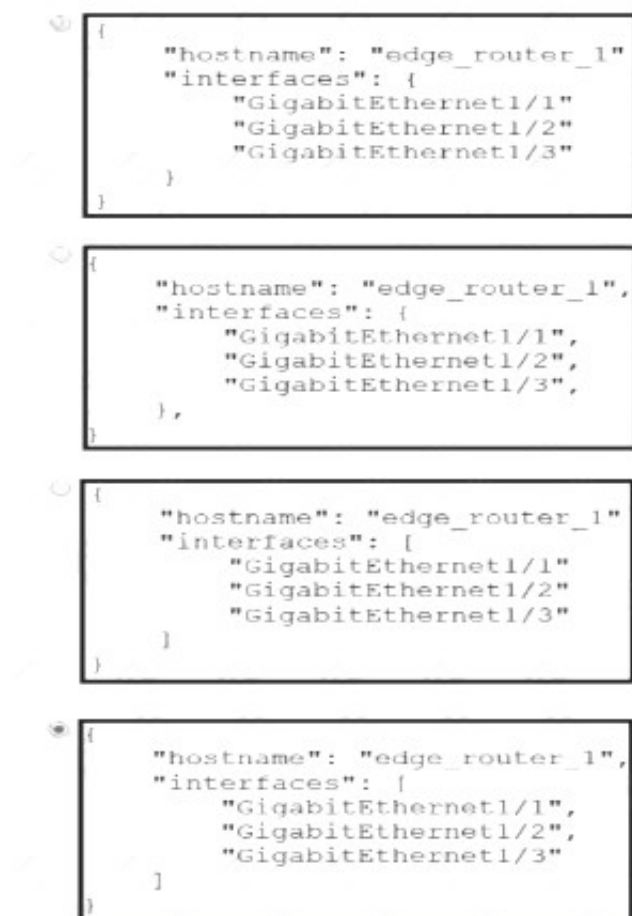 {
"hostname": "edge_router_1"
"interfaces": {
"GigabitEthernet1/1"
"GigabitEthernet1/2"
"GigabitEthernet1/3"
}
}
{
"hostname": "edge_router_1",
"interfaces": {
"GigabitEthernet1/1",
"GigabitEthernet1/2",
"GigabitEthernet1/3",
},
}
{
"hostname": "edge_router_1"
"interfaces": [
"GigabitEthernet1/1"
"GigabitEthernet1/2"
"GigabitEthernet1/3"
]
}
{
"hostname": "edge_router_1",
"interfaces": [
"GigabitEthernet1/1",
"GigabitEthernet1/2",
"GigabitEthernet1/3"
]
}